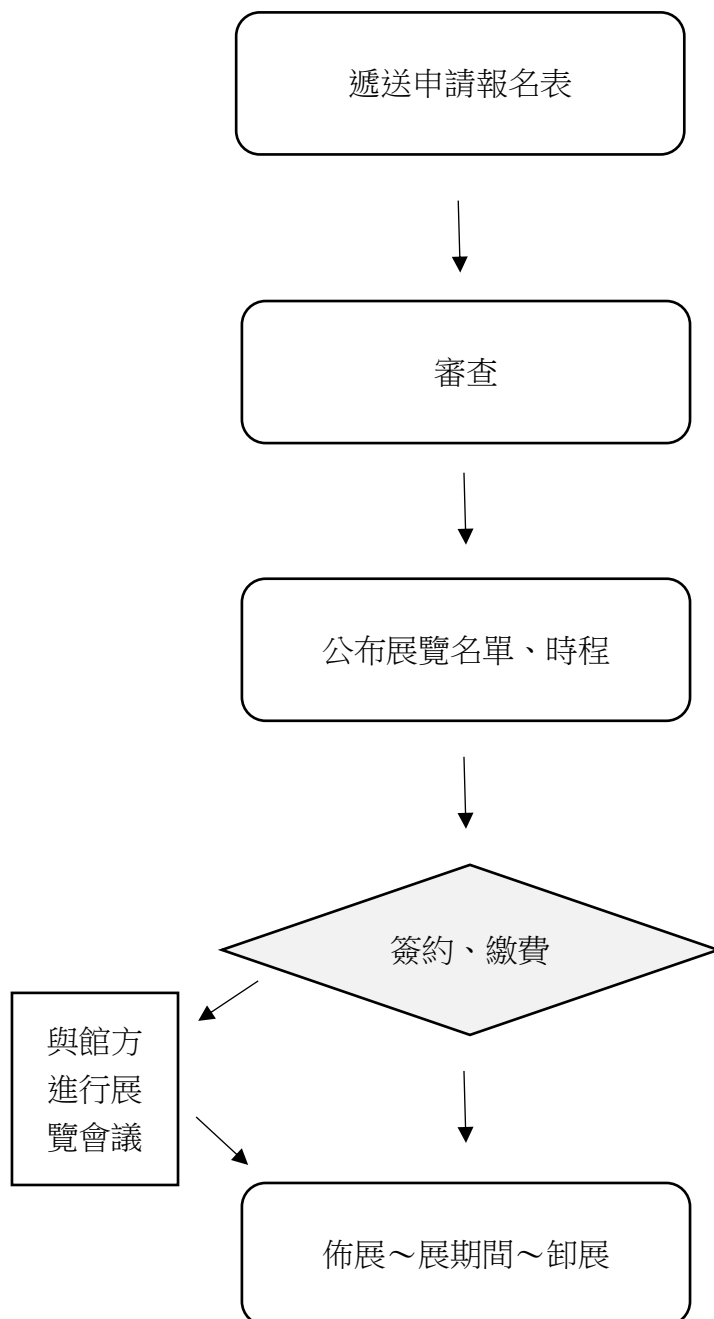 遞送申請報名表
審查
公布展覽名單、時程
簽約、繳費
與館方
進行展
覽會議
佈展～展期間～卸展